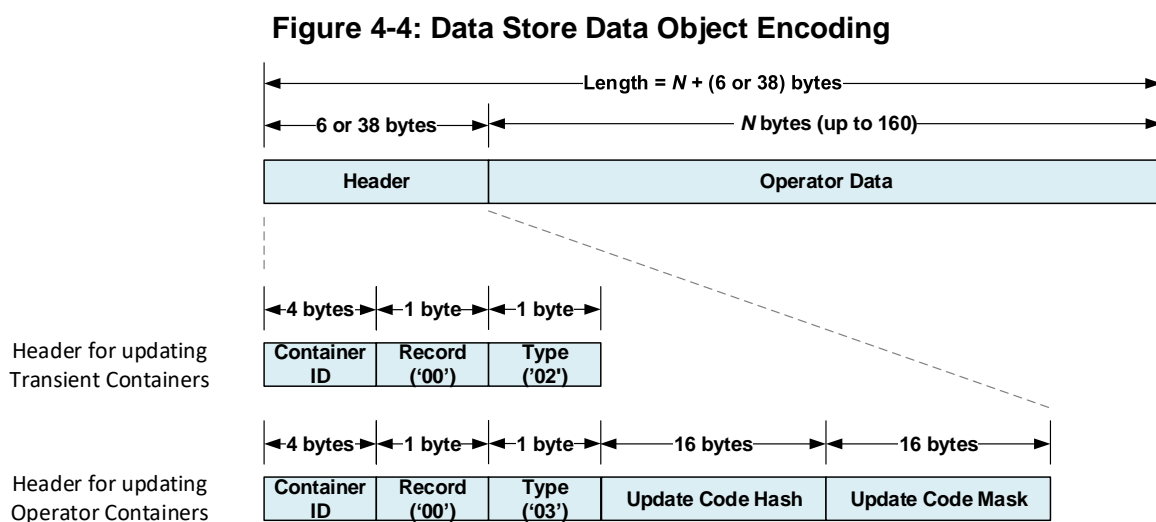 Figure 4-4: Data Store Data Object Encoding
Length = N + (6 or 38) bytes
6 or 38 bytes
N bytes (up to 160)
Header
Operator Data
4 bytes
1 byte
1 byte
Header for updating
Transient Containers
Container
ID
Record
(‘00’)
Type
(’02')
4 bytes
1 byte
1 byte
16 bytes
16 bytes
Header for updating
Operator Containers
Container
ID
Record
(‘00’)
Type
(‘03’)
Update Code Hash
Update Code Mask